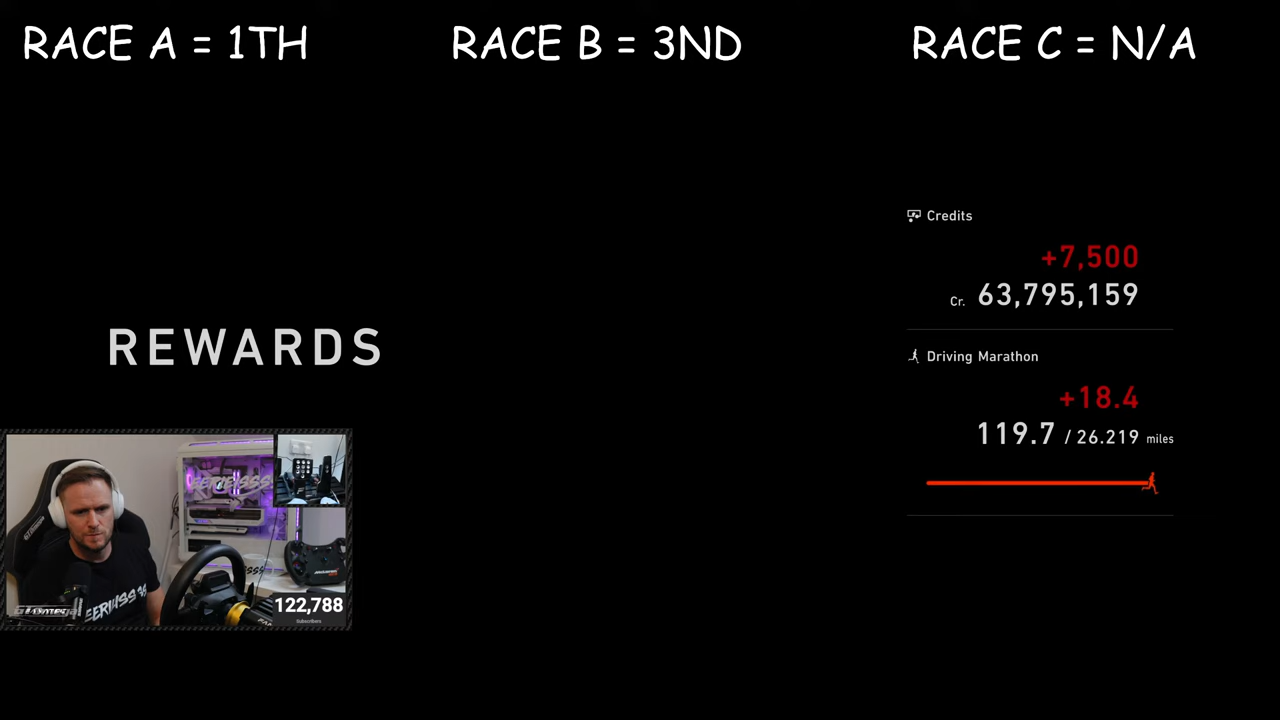 RACE A = 1TH
RACE B = 3ND
RACE C = N/A
Credits
+7,500
Cr. 63,795,159
REWARDS
Driving Marathon
+18.4
119.7 / 26.219 miles
122,788
Subscribers